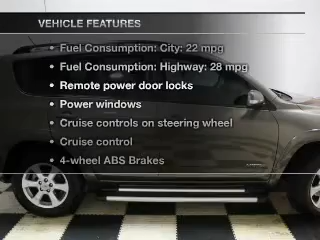 VEHICLE FEATURES
• Fuel Consumption: City: 22 mpg
• Fuel Consumption: Highway: 28 mpg
• Remote power door locks
• Power windows
• Cruise controls on steering wheel
• Cruise control
• 4-wheel ABS Brakes